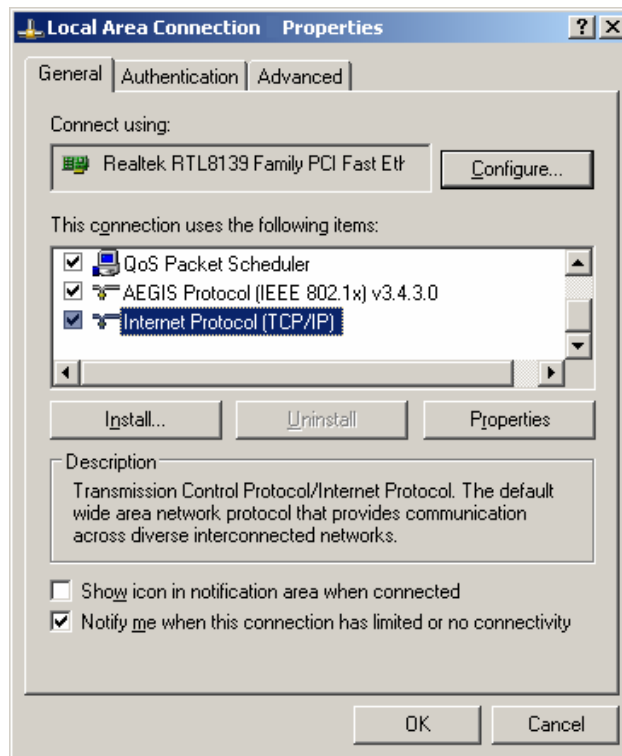 Local Area Connection Properties
General
Authentication
Advanced
Connect using:
Realtek RTL8139 Family PCI Fast Eth
Configure...
This connection uses the following items:
QoS Packet Scheduler
AEGIS Protocol (IEEE 802.1x) v3.4.3.0
Internet Protocol (TCP/IP)
Install...
Uninstall
Properties
Description
Transmission Control Protocol/Internet Protocol. The default
wide area network protocol that provides communication
across diverse interconnected networks.
Show icon in notification area when connected
Notify me when this connection has limited or no connectivity
OK
Cancel